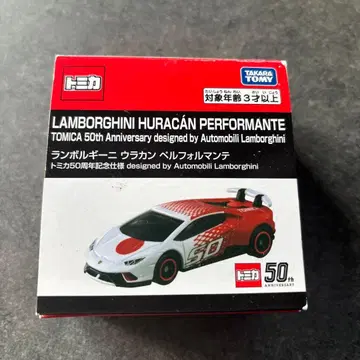 トミカ
TAKARA TOMY
対象年齢3才以上
LAMBORGHINI HURACÁN PERFORMANTE
TOMICA 50th Anniversary designed by Automobili Lamborghini
ランボルギーニ ウラカン ペルフォルマンテ
トミカ50周年記念仕様 designed by Automobili Lamborghini
50
トミカ 50th
ANNIVERSARY